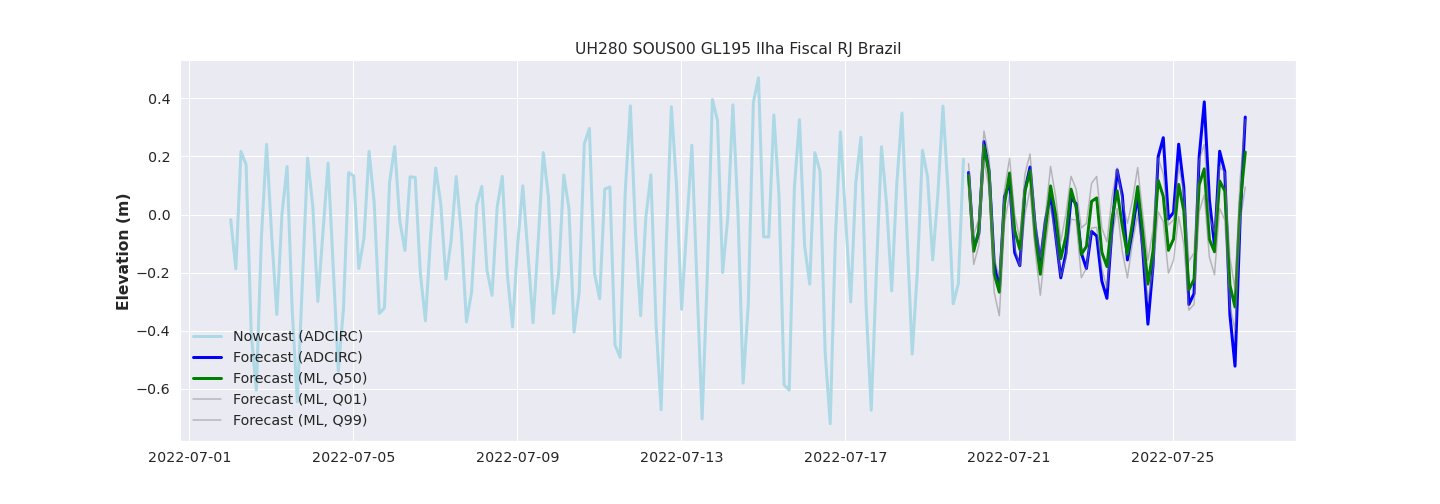 UH280 SOUS00 GL195 Ilha Fiscal RJ Brazil
Elevation (m)
0.4
0.2
0.0
−0.2
−0.4
−0.6
Nowcast (ADCIRC)
Forecast (ADCIRC)
Forecast (ML, Q50)
Forecast (ML, Q01)
Forecast (ML, Q99)
2022-07-01 2022-07-05 2022-07-09 2022-07-13 2022-07-17 2022-07-21 2022-07-25